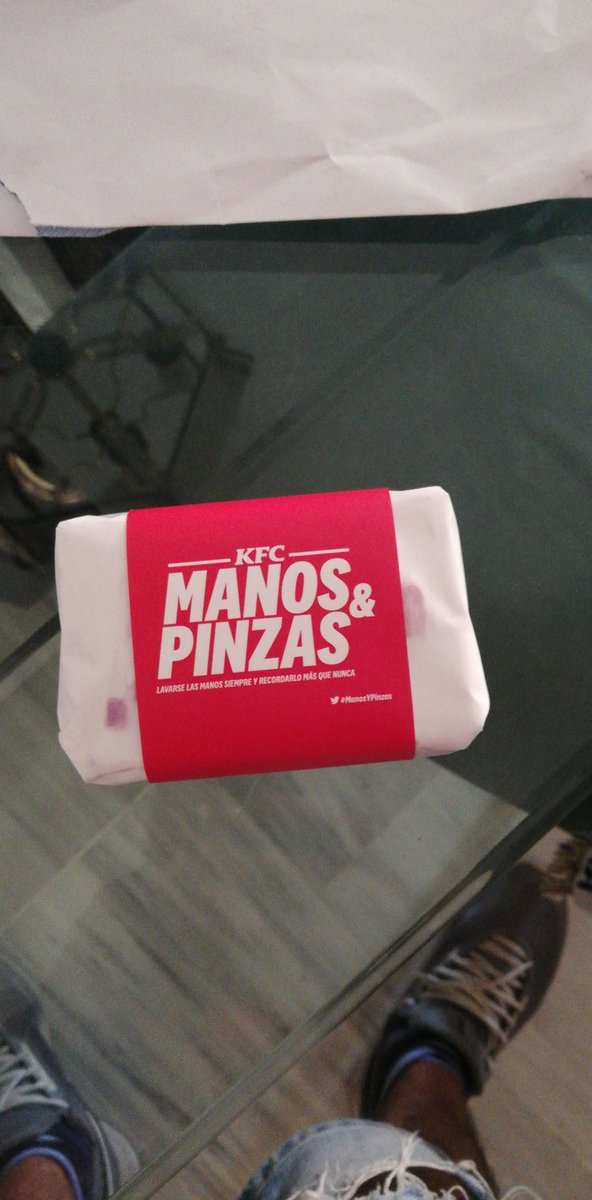 KFC
MANOS
&
PINZAS
LAVARSE LAS MANOS SIEMPRE Y RECORDARLO MÁS QUE NUNCA
#ManosYPinzas